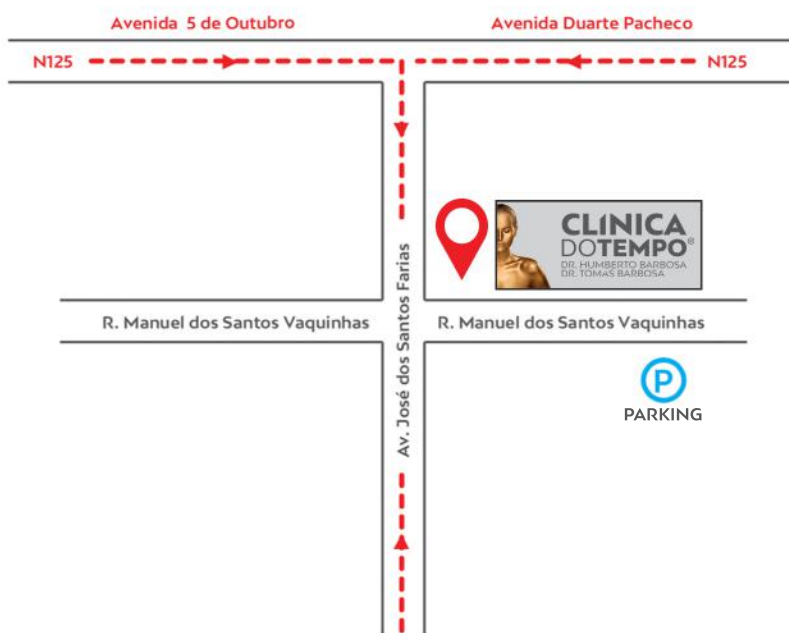 Avenida 5 de Outubro
Avenida Duarte Pacheco
N125
N125
CLINICA
DOTEMPO®
DR. HUMBERTO BARBOSA
DR. TOMÁS BARBOSA
Av. José dos Santos Farias
R. Manuel dos Santos Vaquinhas
R. Manuel dos Santos Vaquinhas
P
PARKING